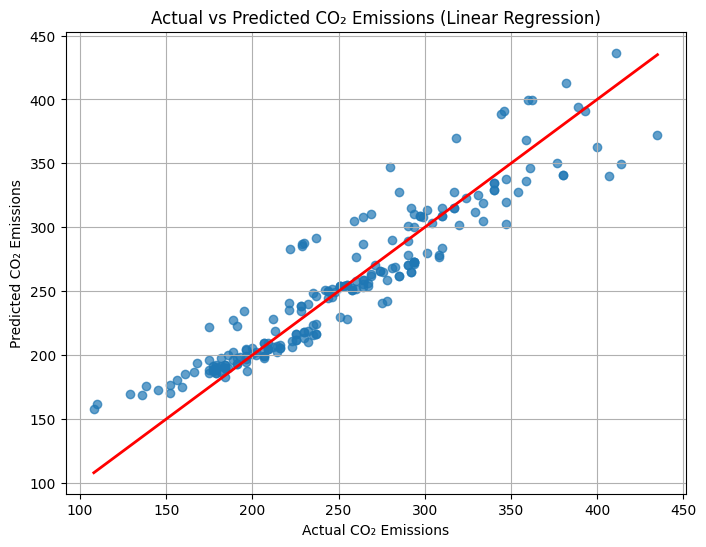 Actual vs Predicted CO₂ Emissions (Linear Regression)
450
400
350
300
250
200
150
100
Predicted CO₂ Emissions
100 150 200 250 300 350 400 450
Actual CO₂ Emissions